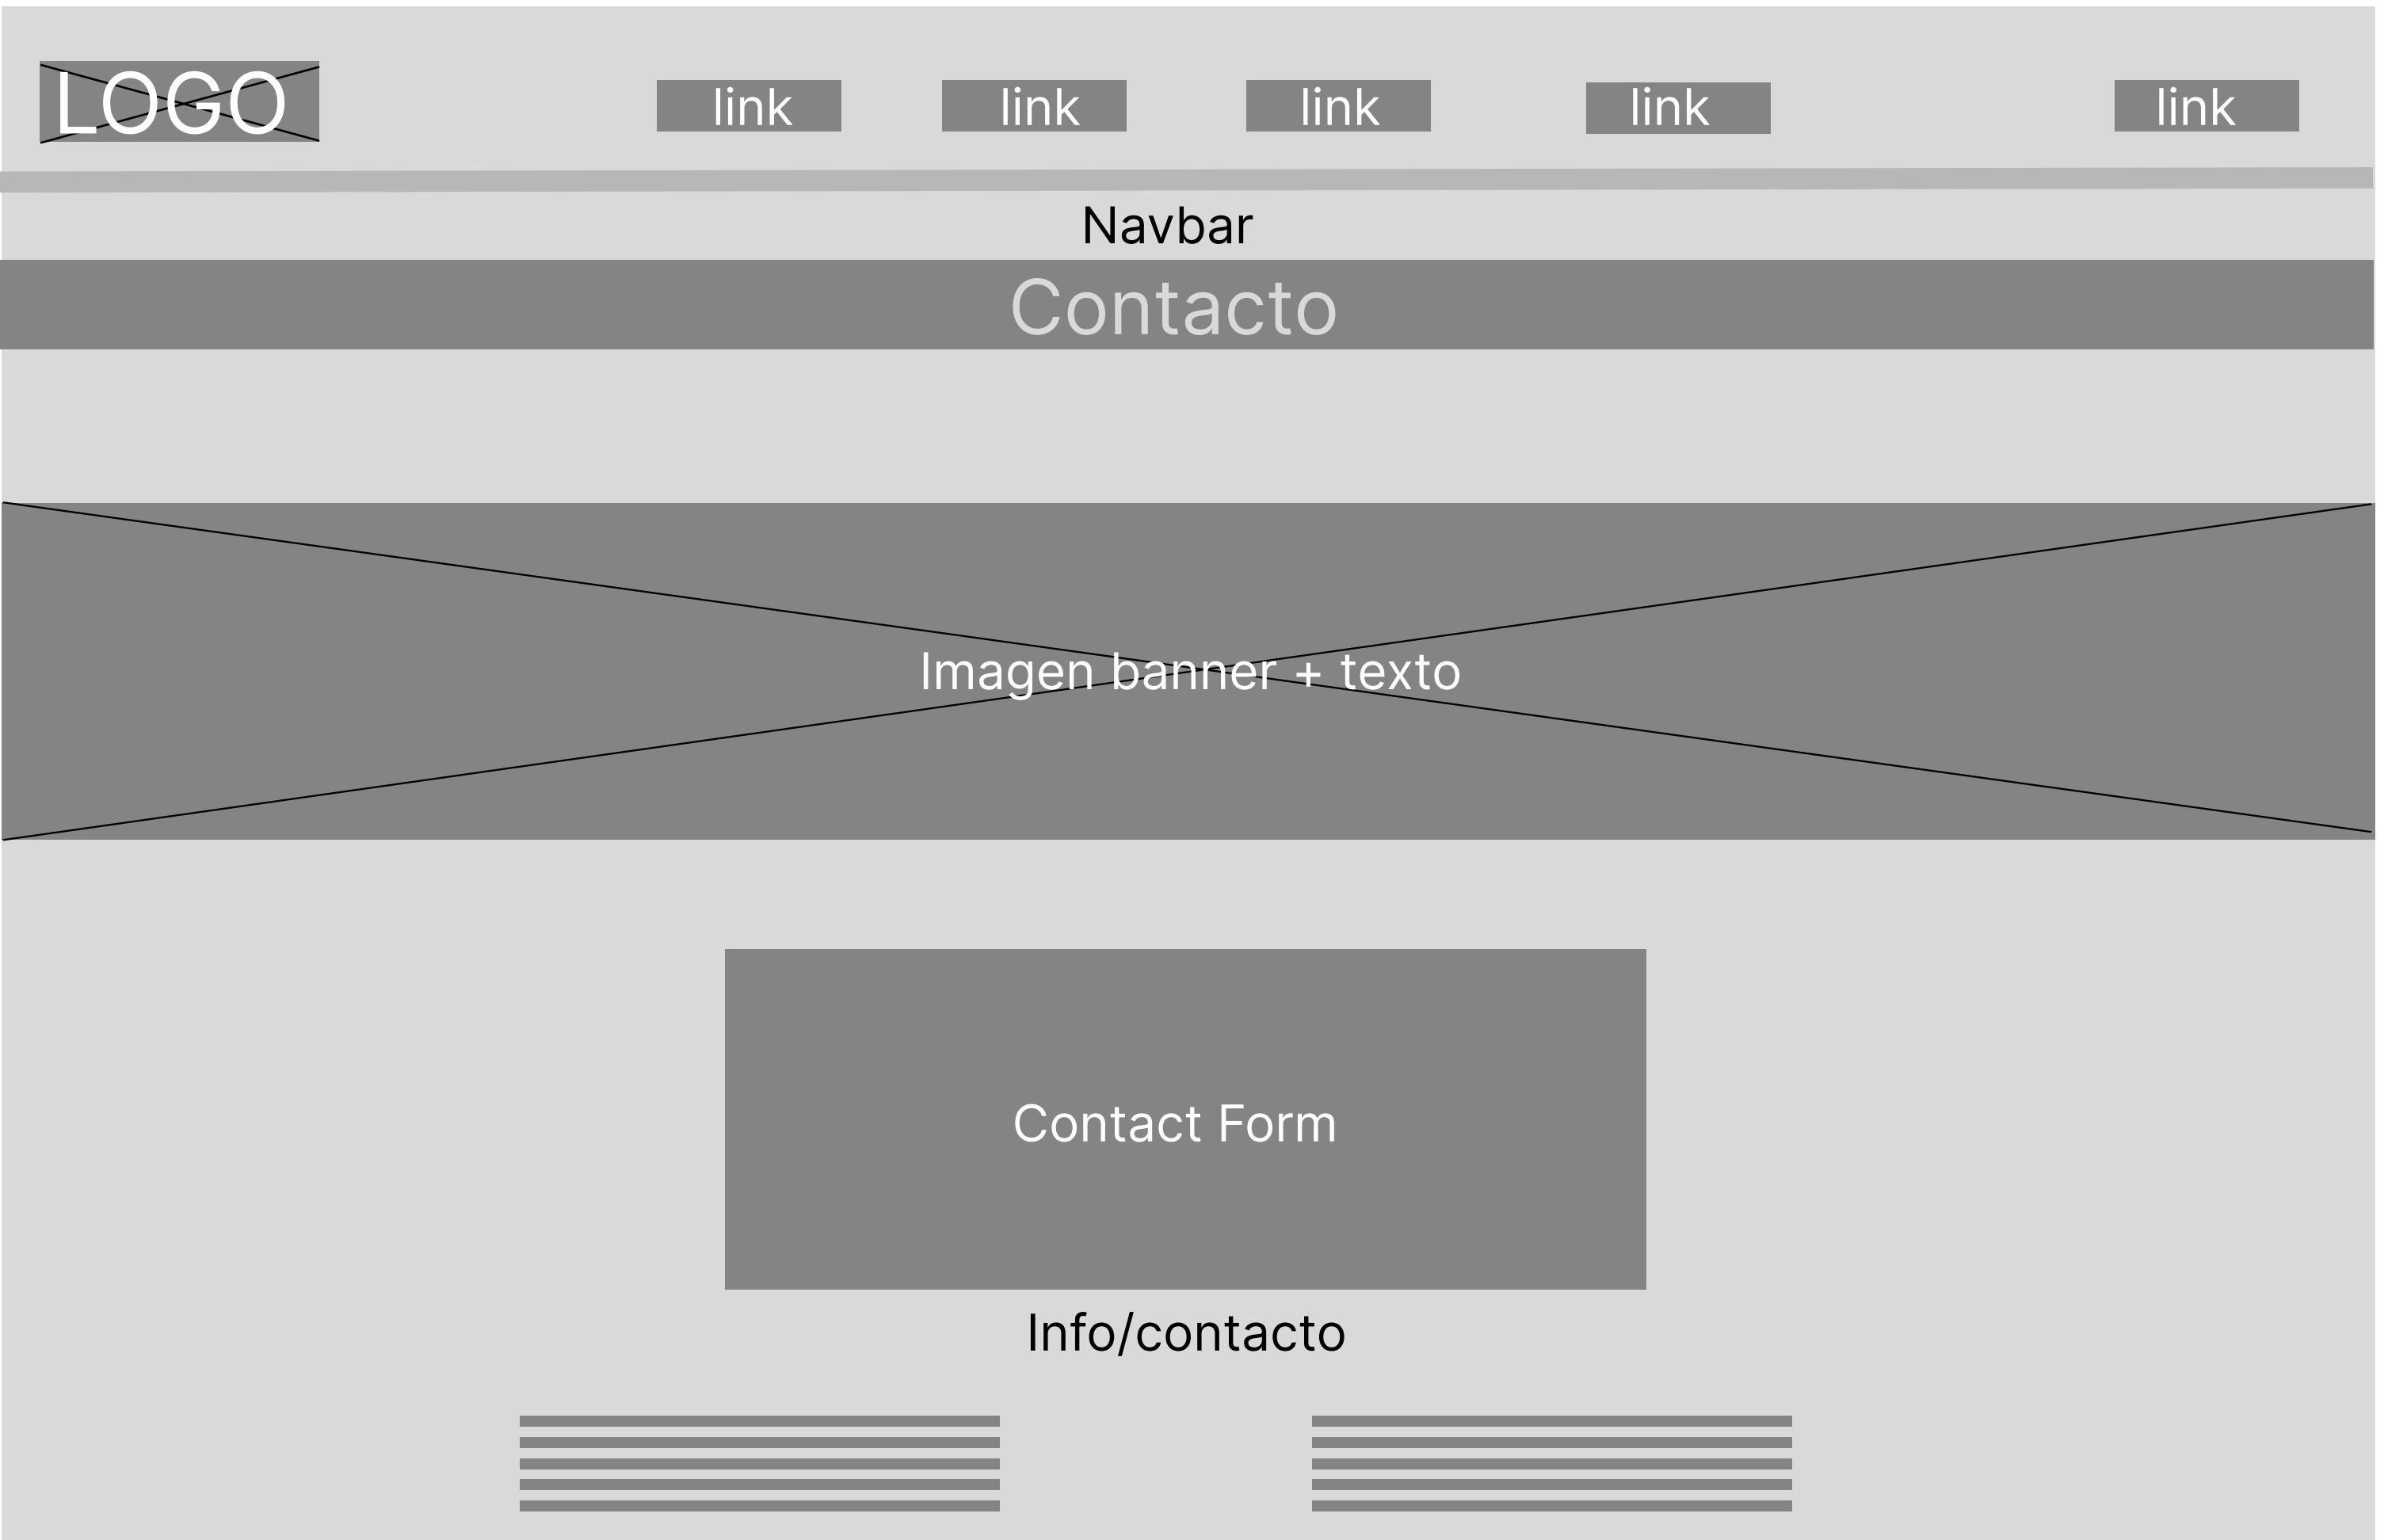 LOGO
link
link
link
link
link
Navbar
Contacto
Imagen banner + texto
Contact Form
Info/contacto